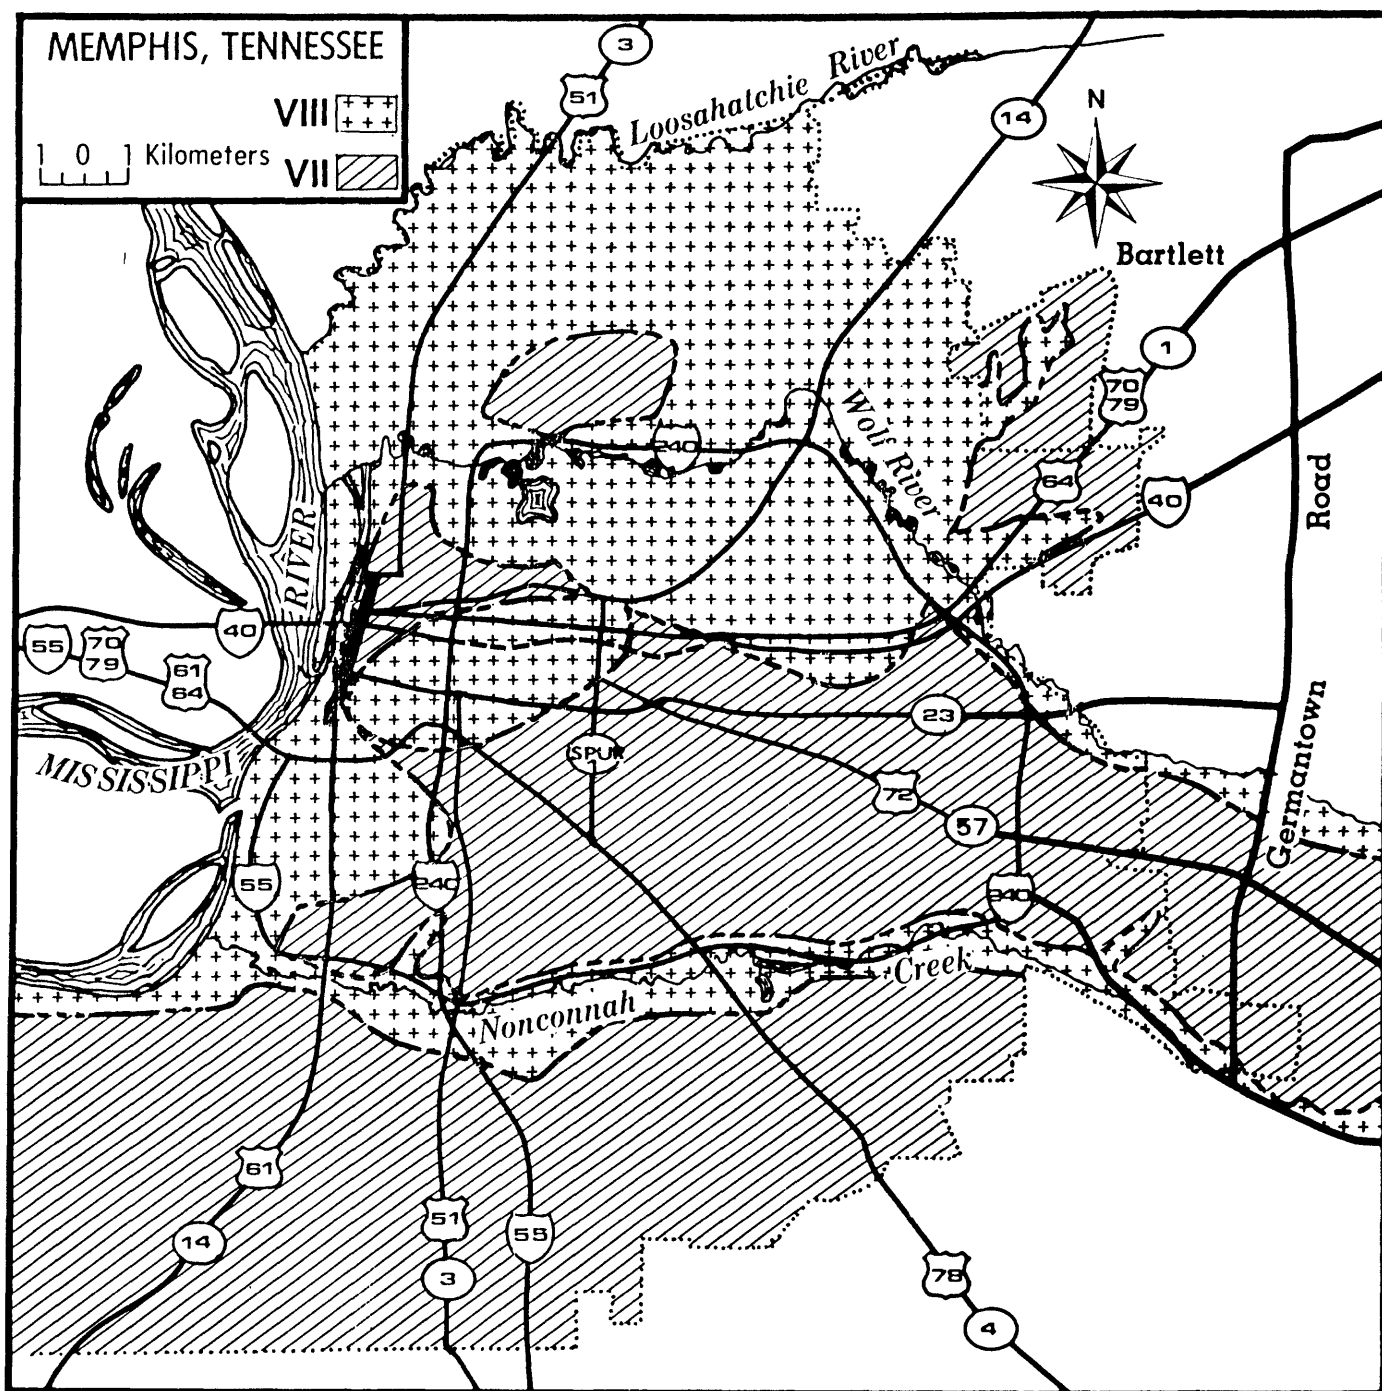 MEMPHIS, TENNESSEE
VIII
1 0 1 Kilometers
VII
3
51
Loosahatchie River
14
N
Bartlett
1
70
79
64
40
Road
Germantown
240
Wolf River
RIVER
40
55
70
79
61
64
MISSISSIPPI
23
SPUR
72
57
55
240
240
Creek
Nonconnah
61
14
51
3
55
78
4